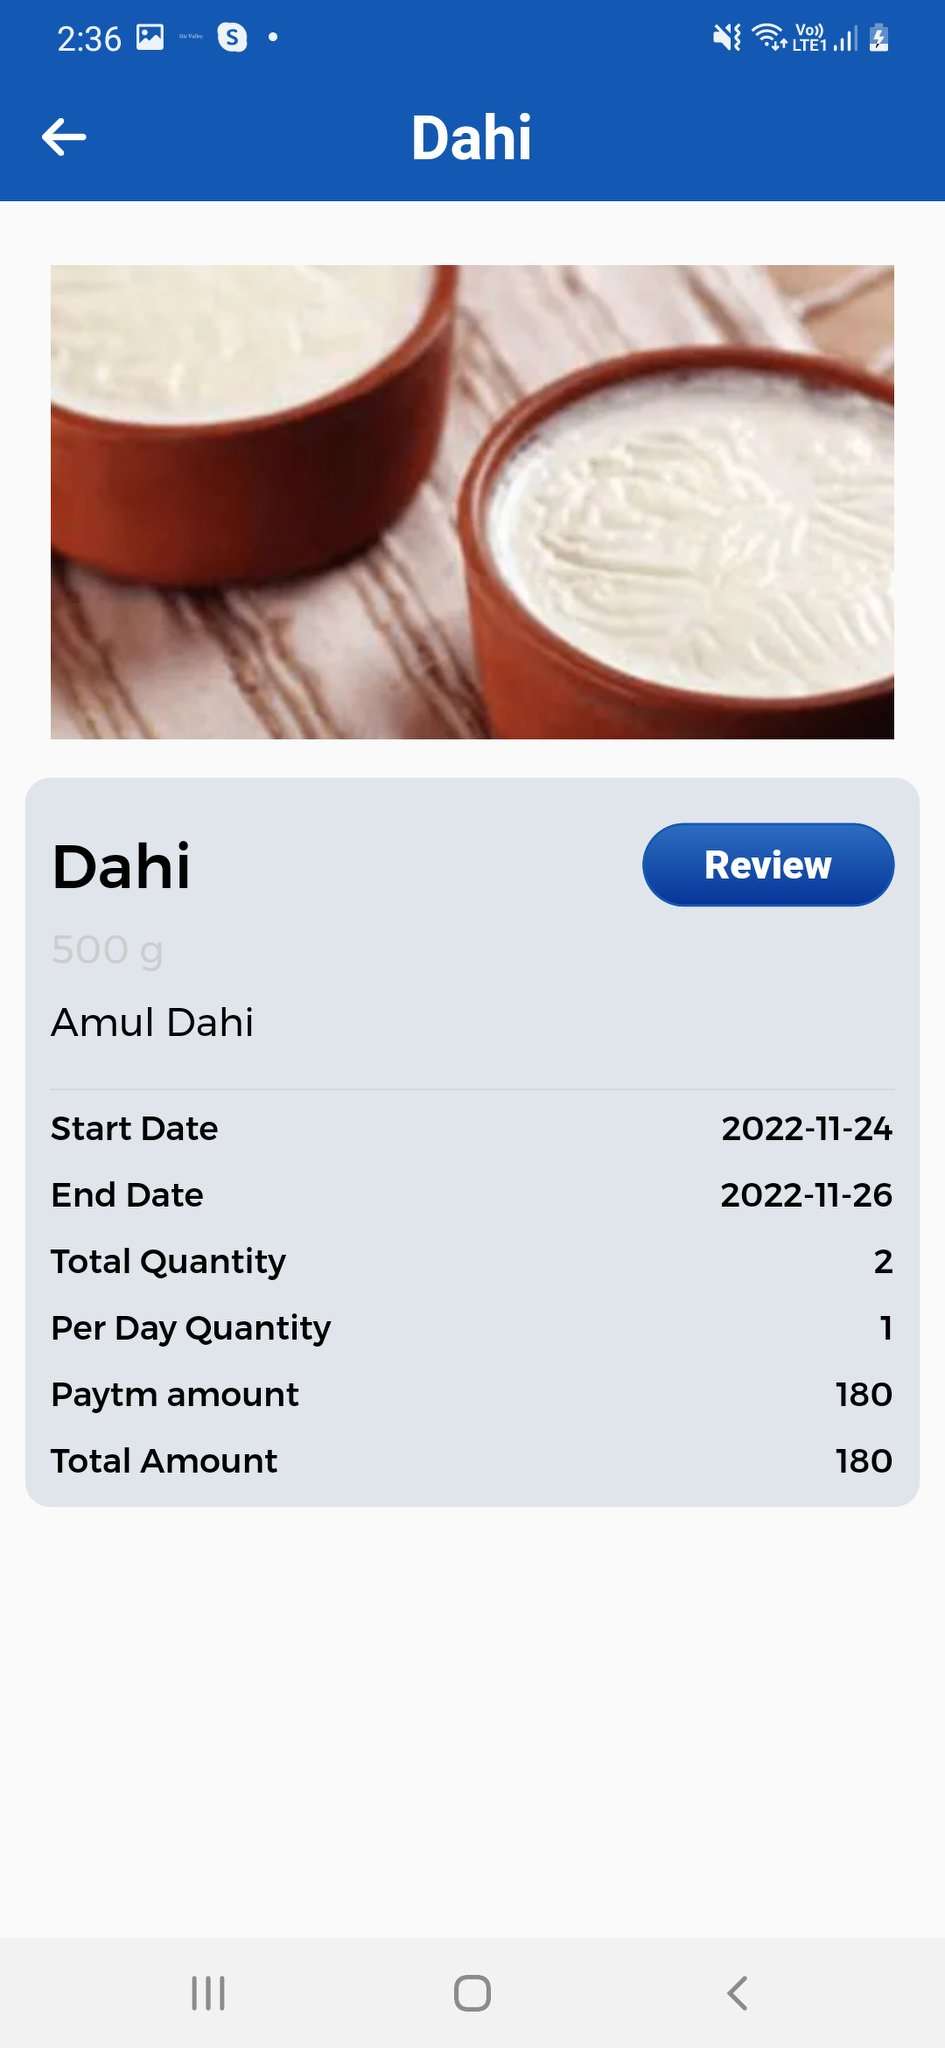 2:36
Vo))
LTE1
Dahi
Dahi
Review
500 g
Amul Dahi
Start Date 2022-11-24
End Date 2022-11-26
Total Quantity 2
Per Day Quantity 1
Paytm amount 180
Total Amount 180